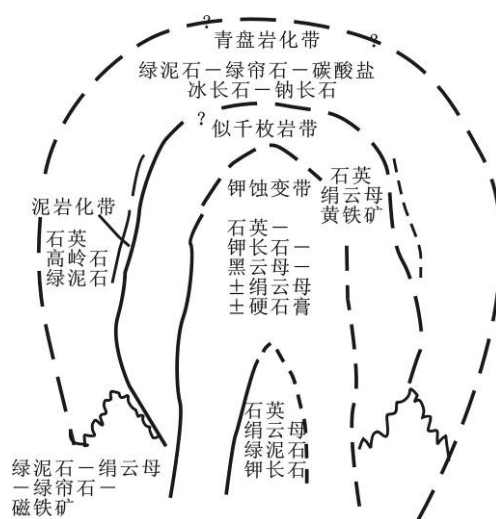 ?
?
青盘岩化带
绿泥石－绿帘石－碳酸盐
冰长石－钠长石
?
似千枚岩带
石英
绢云母
黄铁矿
钾蚀变带
泥岩化带
石英
高岭石
绿泥石
石英－
钾长石－
黑云母－
±绢云母
±硬石膏
石英
绢云母
绿泥石
钾长石
绿泥石－绢云母
－绿帘石－
磁铁矿